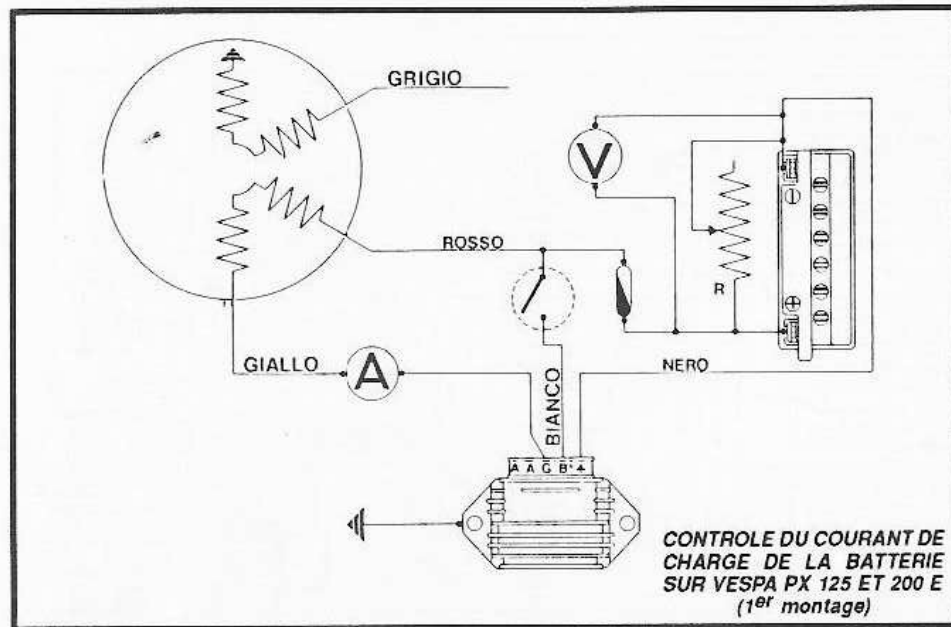 GRIGIO
V
ROSSO
R
GIALLO
A
BIANCO
NERO
A A G B+
CONTROLE DU COURANT DE
CHARGE DE LA BATTERIE
SUR VESPA PX 125 ET 200 E
(1er montage)